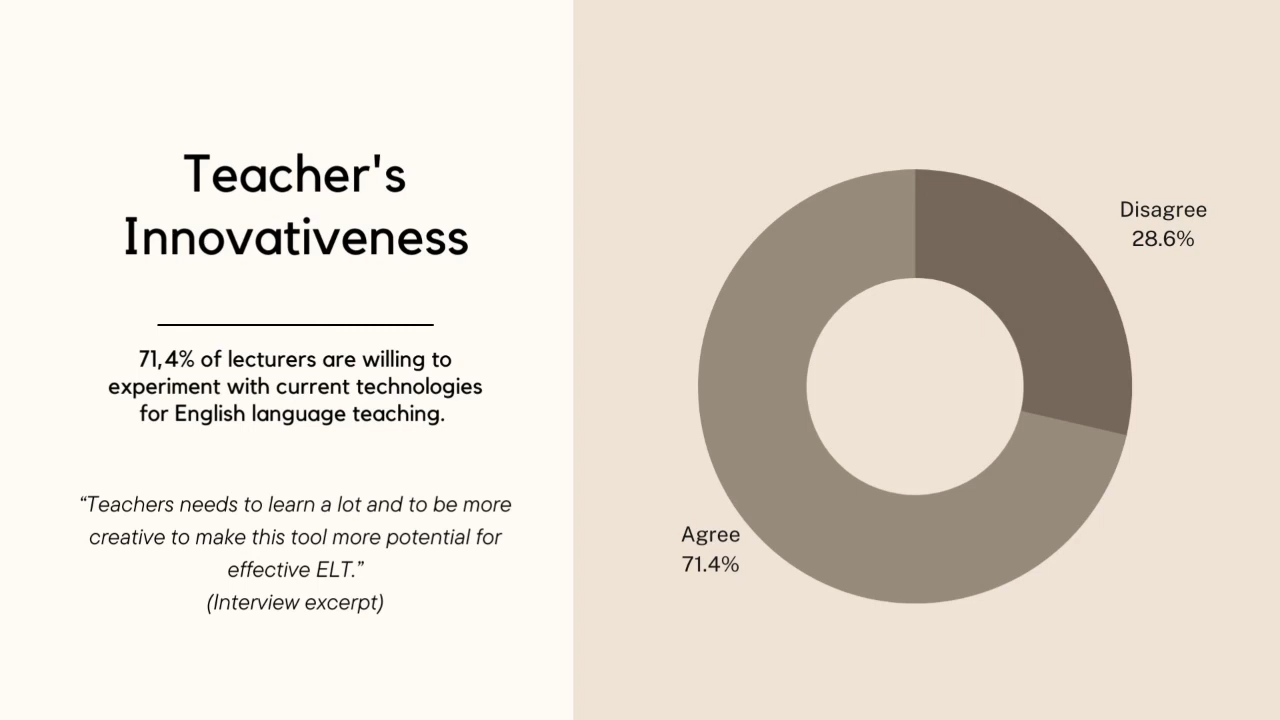 Teacher's
Innovativeness
71,4% of lecturers are willing to
experiment with current technologies
for English language teaching.
“Teachers needs to learn a lot and to be more
creative to make this tool more potential for
effective ELT.”
(Interview excerpt)
Disagree
28.6%
Agree
71.4%